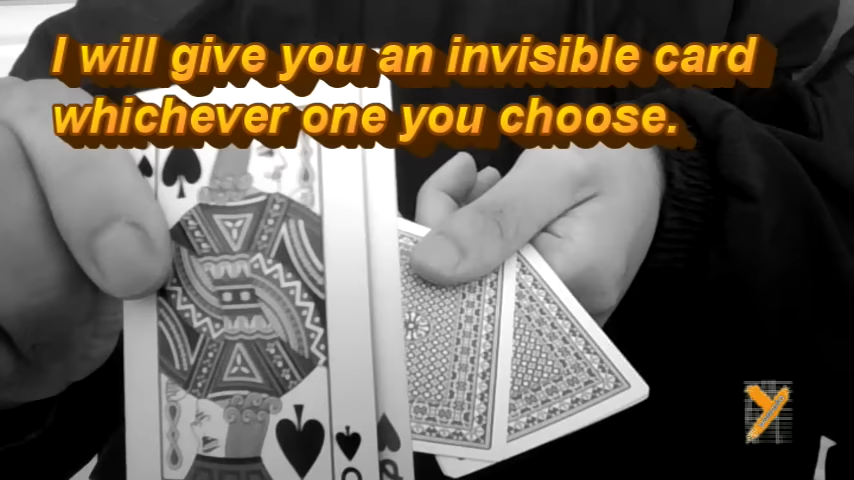 I will give you an invisible card
whichever one you choose.